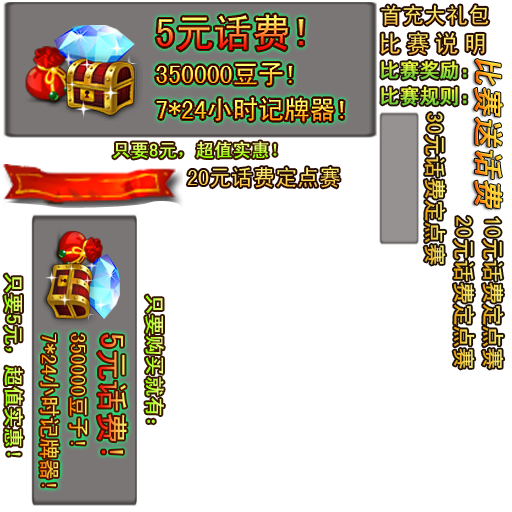 5元话费！
350000豆子！
7*24小时记牌器！
只要8元，超值实惠！
20元话费定点赛
首充大礼包
比赛说明
比赛奖励：
比赛规则：
比赛送话费
30元话费定点赛
10元话费定点赛
20元话费定点赛
只要购买就有：
5元话费！
350000豆子！
7*24小时记牌器！
只要5元，超值实惠！